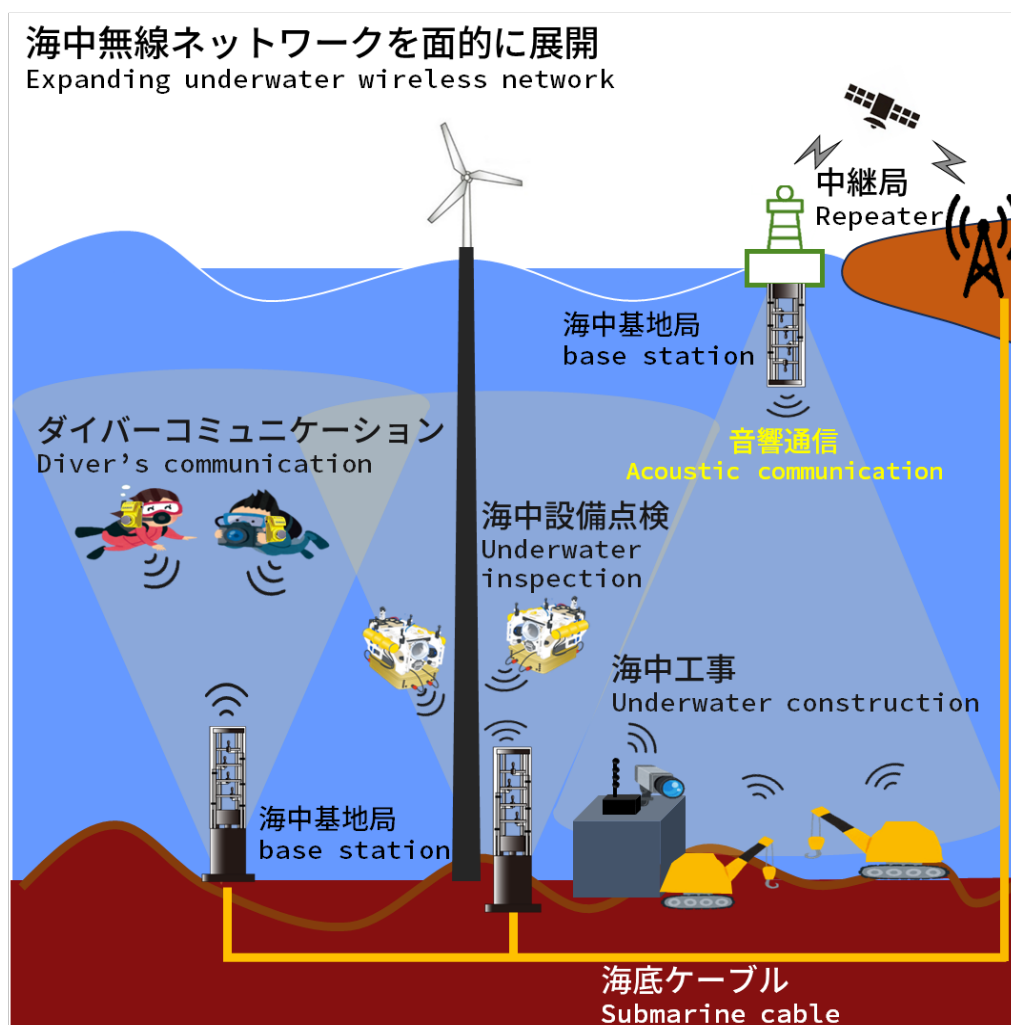 海中無線ネットワークを面的に展開
Expanding underwater wireless network
中継局
Repeater
海中基地局
base station
ダイバーコミュニケーション
Diver's communication
音響通信
Acoustic communication
海中設備点検
Underwater
inspection
海中工事
Underwater construction
海中基地局
base station
海底ケーブル
Submarine cable